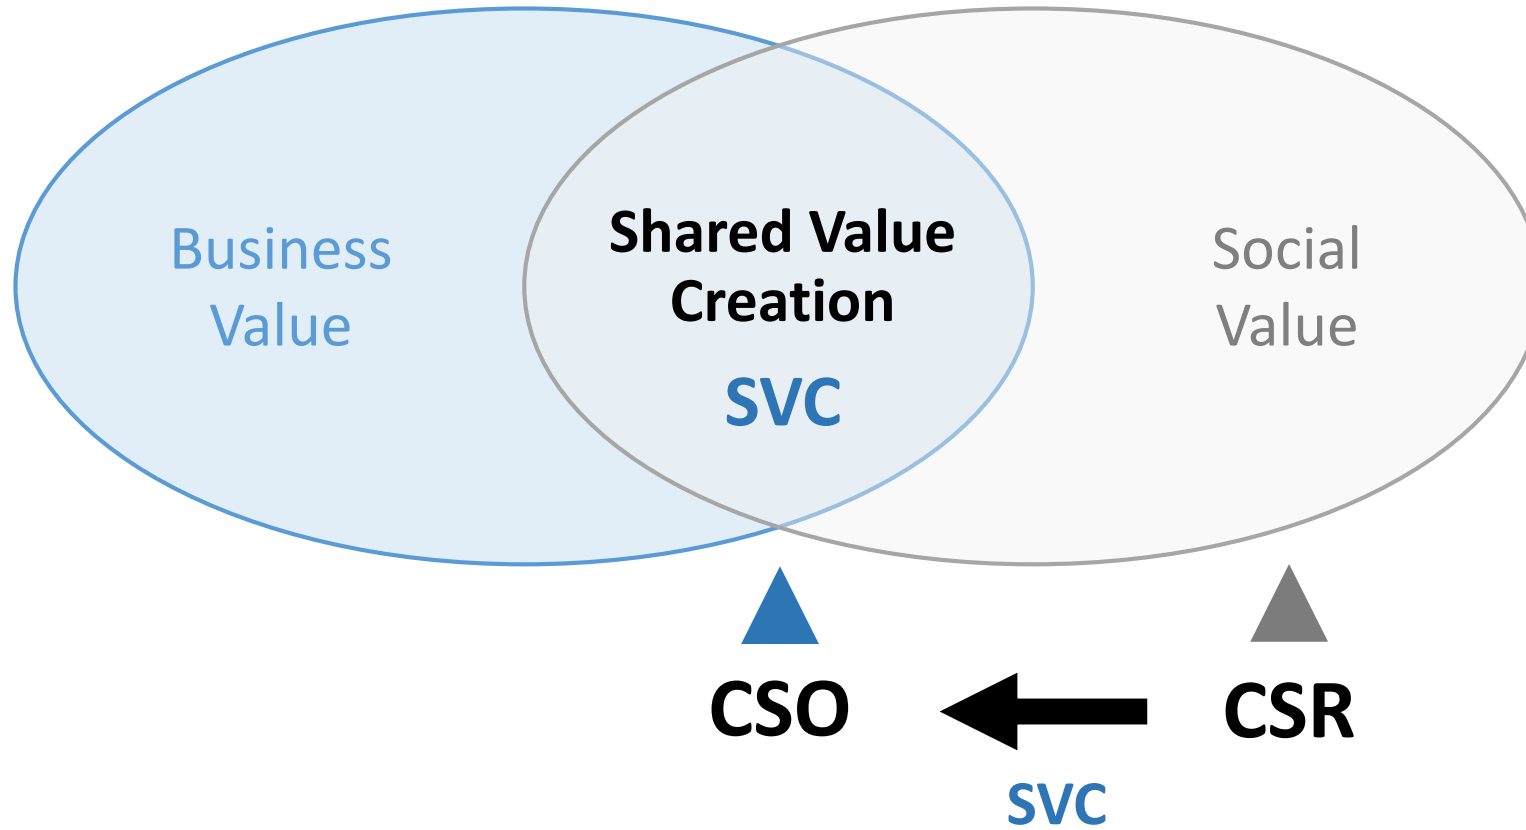 Business
Value
Shared Value
Creation
SVC
Social
Value
CSO
CSR
SVC